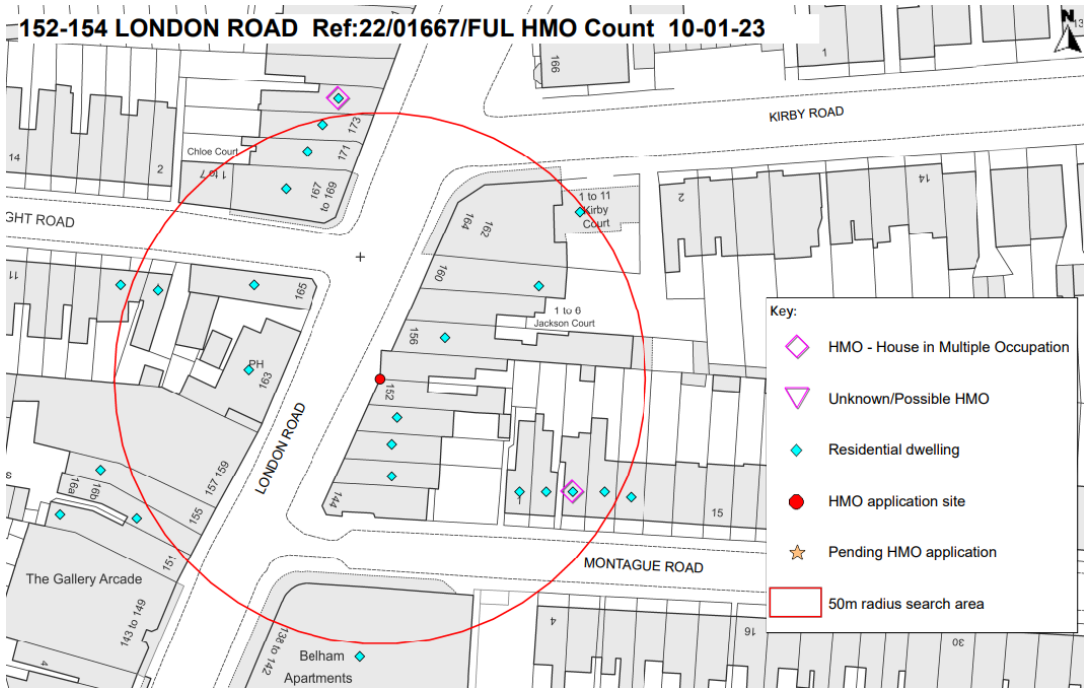 152-154 LONDON ROAD Ref:22/01667/FUL HMO Count 10-01-23
N
13
166
1
KIRBY ROAD
173
14
Chloe Court
171
2
1 to 7
167
to 169
1 to 11
Kirby
Court
2
14
164
162
GHT ROAD
11
160
165
1 to 6
Jackson Court
156
PH
163
152
LONDON ROAD
157 159
16a
16b
155
144
15
151
MONTAGUE ROAD
The Gallery Arcade
143 to 149
4
138 to 142
Belham
Apartments
4
16
30
Key:
HMO - House in Multiple Occupation
Unknown/Possible HMO
Residential dwelling
HMO application site
Pending HMO application
50m radius search area